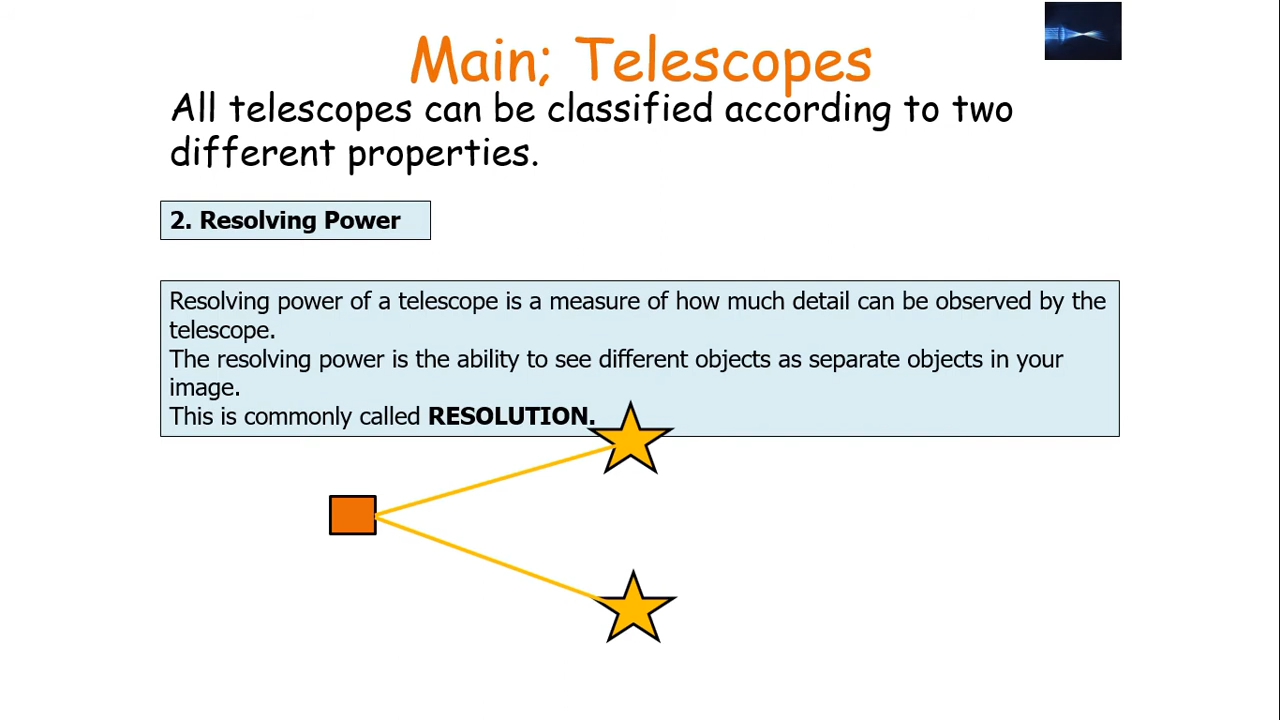 Main; Telescopes
All telescopes can be classified according to two
different properties.
2. Resolving Power
Resolving power of a telescope is a measure of how much detail can be observed by the
telescope.
The resolving power is the ability to see different objects as separate objects in your
image.
This is commonly called RESOLUTION.